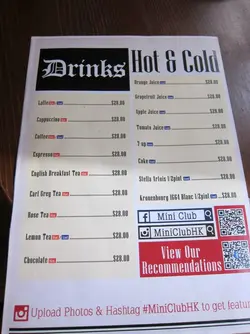 Drinks
Hot & Cold
Latte $28.00
Cappuccino $28.00
Coffee $28.00
Espresso $28.00
English Breakfast Tea $28.00
Earl Grey Tea $28.00
Rose Tea $28.00
Lemon Tea $28.00
Chocolate $28.00
Orange Juice $28.00
Grapefruit Juice $28.00
Apple Juice $28.00
Tomato Juice $28.00
7 up $28.00
Coke $28.00
Stella Artois 1/2pint $28.00
Kronenbourg 1664 Blanc 1/2pint $28.00
Mini Club
MiniClubHK
View Our
Recommendations
Upload Photos & Hashtag #MiniClubHK to get featu